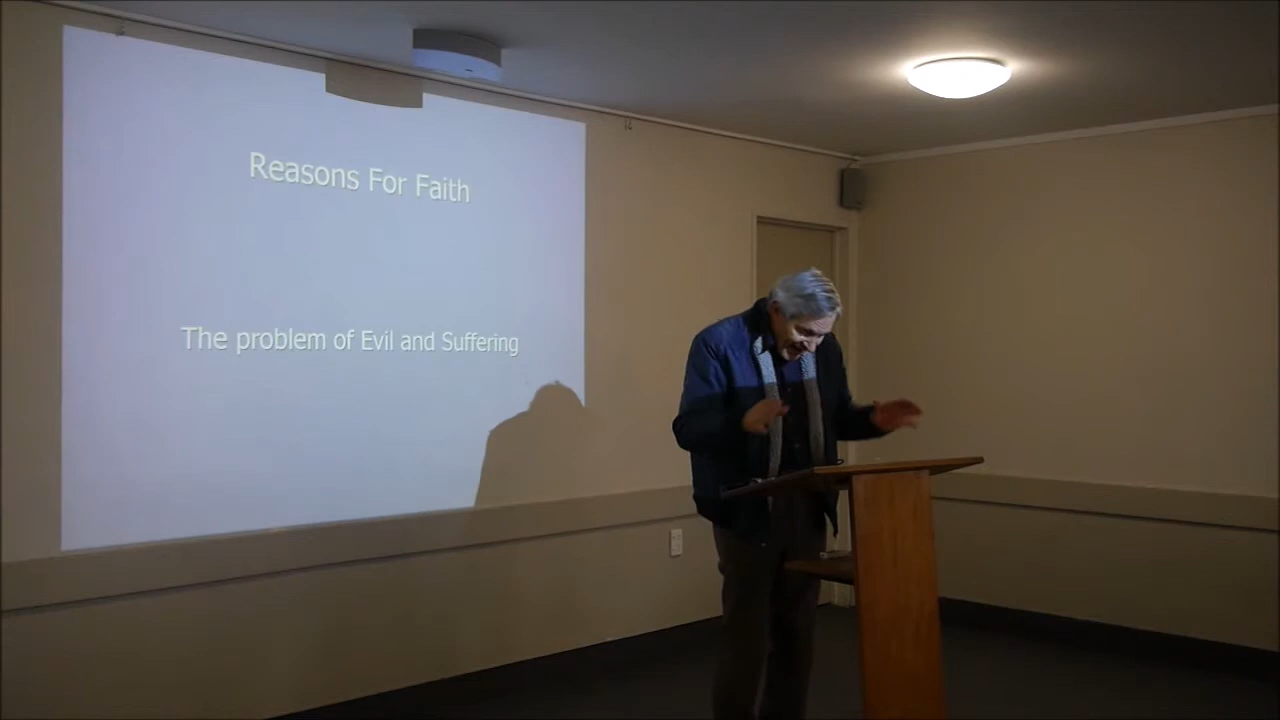 Reasons For Faith
The problem of Evil and Suffering